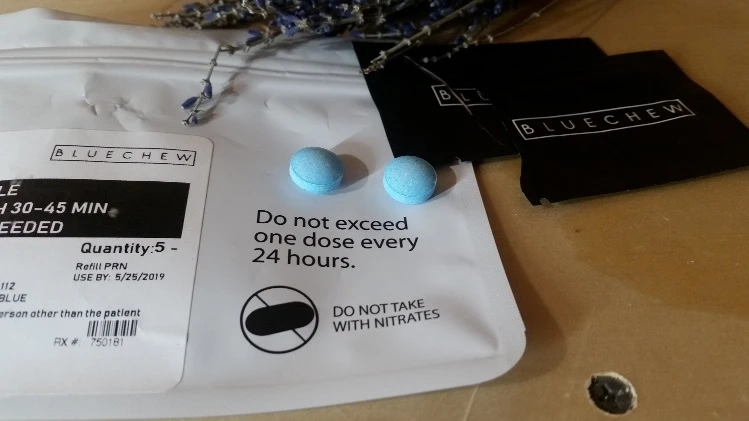 BLUECHEW
LE
H 30-45 MIN
EEDED
Quantity:5 -
Refill PRN
USE BY: 5/25/2019
112
BLUE
erson other than the patient
RX #: 750181
Do not exceed
one dose every
24 hours.
DO NOT TAKE
WITH NITRATES
BLU
BLUECHEW